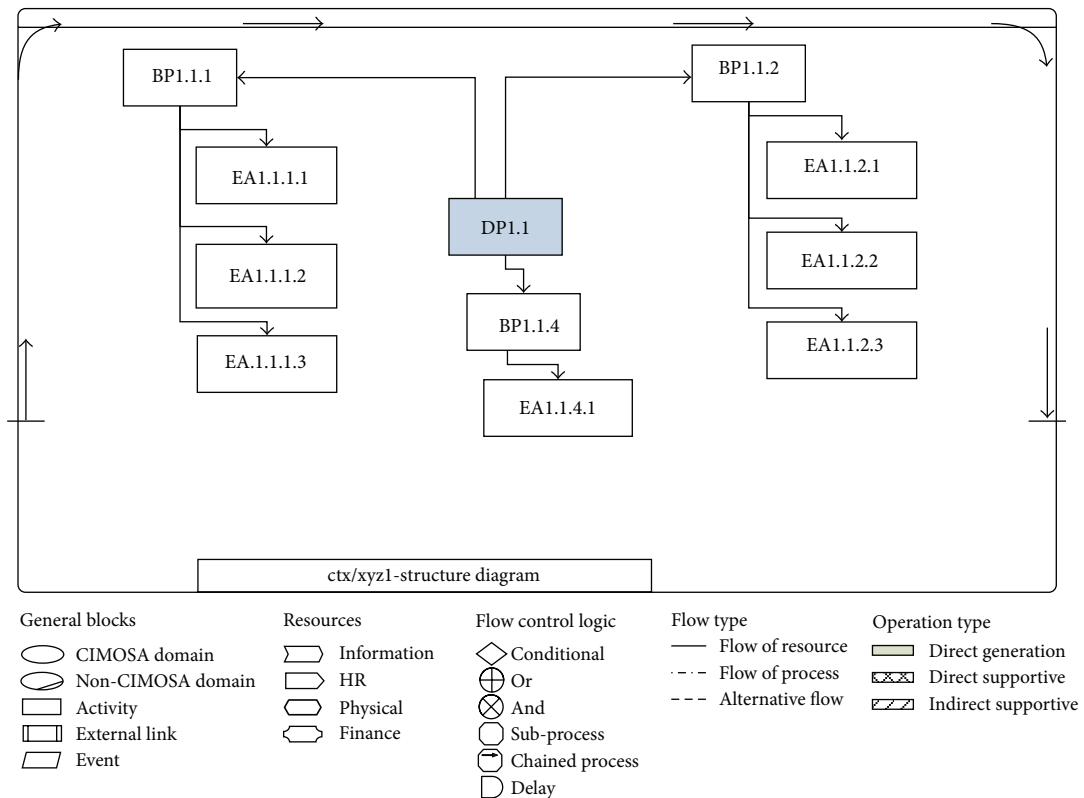 BP1.1.1
BP1.1.2
EA1.1.1.1
EA1.1.2.1
DP1.1
EA1.1.1.2
EA1.1.2.2
BP1.1.4
EA.1.1.1.3
EA1.1.2.3
EA1.1.4.1
ctx/xyz1-structure diagram
General blocks
CIMOSA domain
Non-CIMOSA domain
Activity
External link
Event
Resources
Information
HR
Physical
Finance
Flow control logic
Conditional
Or
And
Sub-process
Chained process
Delay
Flow type
Flow of resource
Flow of process
Alternative flow
Operation type
Direct generation
Direct supportive
Indirect supportive